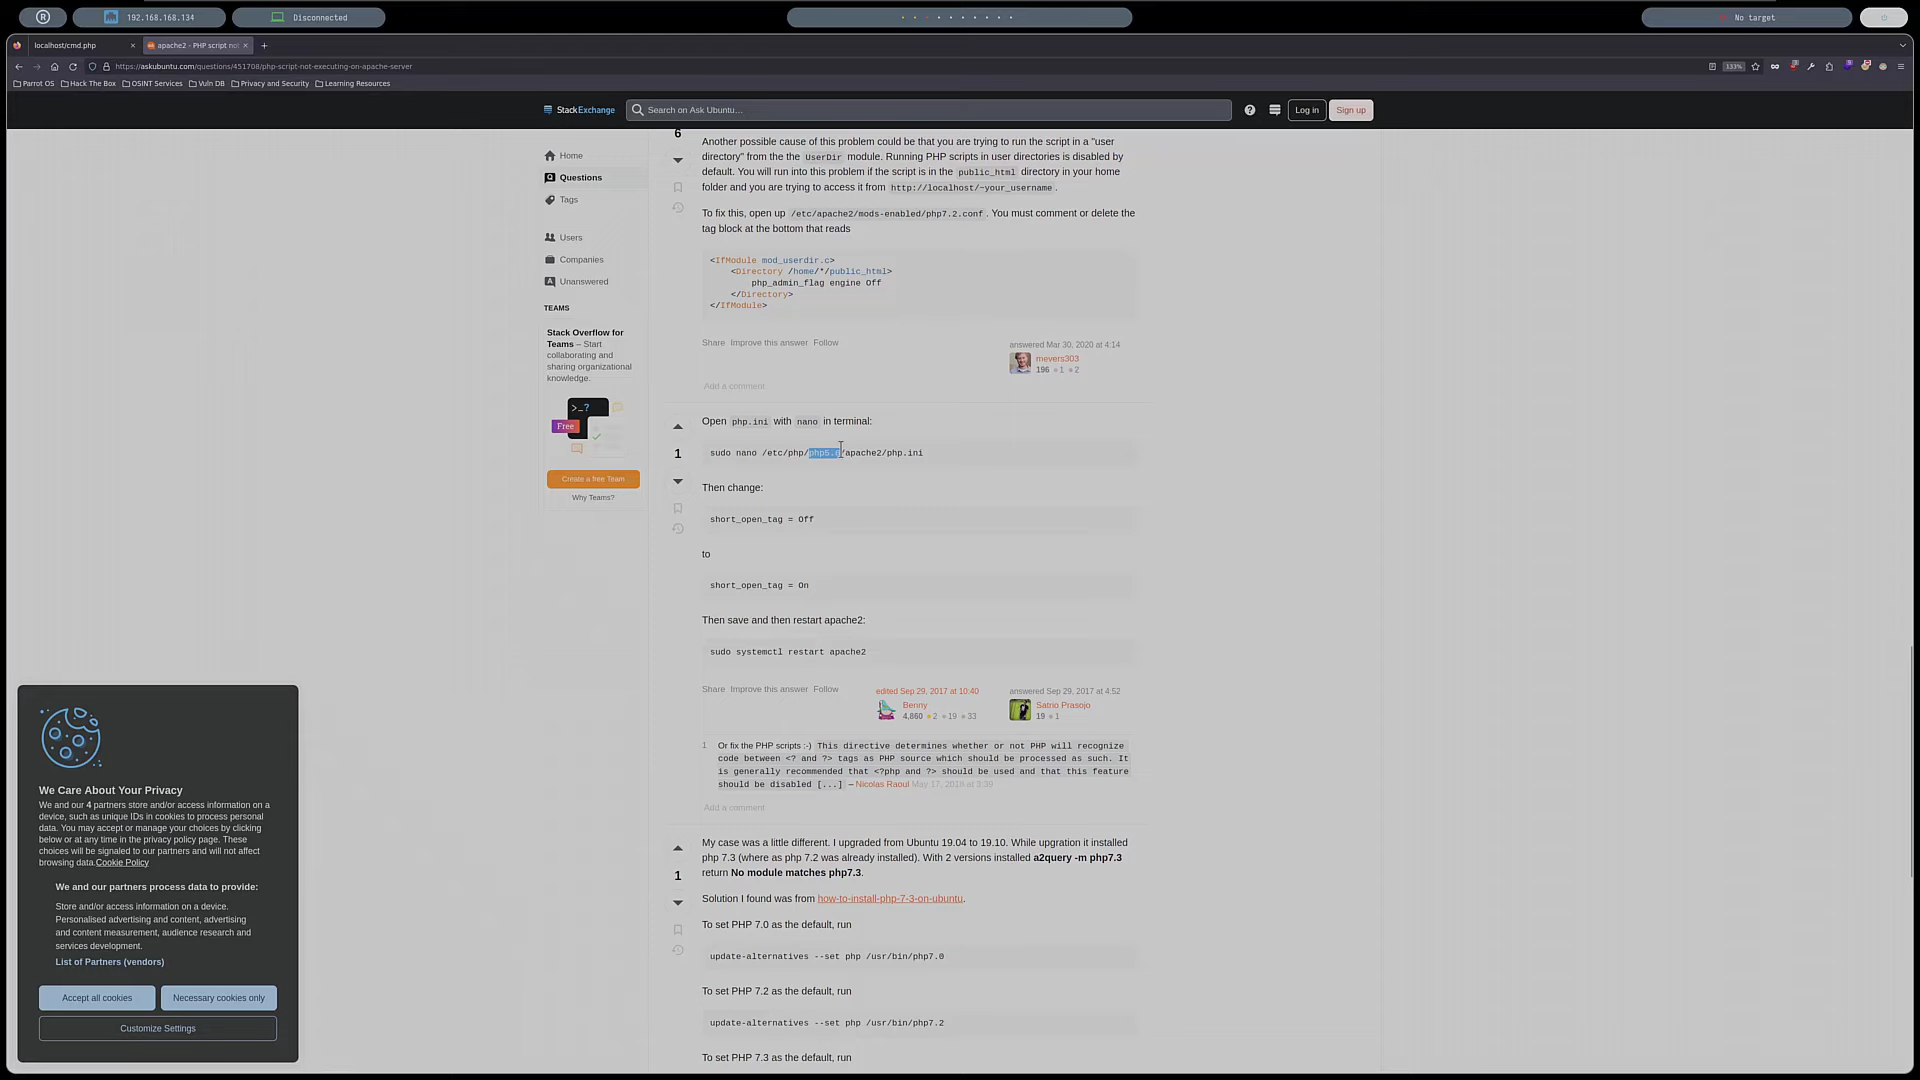 192.168.168.134
Disconnected
No target
localhost/cmd.php
apache2 - PHP script not
https://askubuntu.com/questions/451708/php-script-not-executing-on-apache-server
133%
Parrot OS
Hack The Box
OSINT Services
Vuln DB
Privacy and Security
Learning Resources
StackExchange
Search on Ask Ubuntu…
Log in
Sign up
Home
Questions
Tags
Users
Companies
Unanswered
TEAMS
Stack Overflow for
Teams – Start
collaborating and
sharing organizational
knowledge.
>_?
Free
Create a free Team
Why Teams?
6
Another possible cause of this problem could be that you are trying to run the script in a "user
directory" from the the UserDir module. Running PHP scripts in user directories is disabled by
default. You will run into this problem if the script is in the public_html directory in your home
folder and you are trying to access it from http://localhost/~your_username.
To fix this, open up /etc/apache2/mods-enabled/php7.2.conf. You must comment or delete the
tag block at the bottom that reads
<IfModule mod_userdir.c>
<Directory /home/*/public_html>
php_admin_flag engine Off
</Directory>
</IfModule>
Share Improve this answer Follow
answered Mar 30, 2020 at 4:14
mevers303
196 1 2
Add a comment
Open php.ini with nano in terminal:
1
sudo nano /etc/php/php5.6/apache2/php.ini
Then change:
short_open_tag = Off
to
short_open_tag = On
Then save and then restart apache2:
sudo systemctl restart apache2
Share Improve this answer Follow
edited Sep 29, 2017 at 10:40
Benny
4,860 2 19 33
answered Sep 29, 2017 at 4:52
Satrio Prasojo
19 1
1 Or fix the PHP scripts :-) This directive determines whether or not PHP will recognize
code between <? and ?> tags as PHP source which should be processed as such. It
is generally recommended that <?php and ?> should be used and that this feature
should be disabled [...] – Nicolas Raoul May 17, 2018 at 3:39
Add a comment
My case was a little different. I upgraded from Ubuntu 19.04 to 19.10. While upgration it installed
php 7.3 (where as php 7.2 was already installed). With 2 versions installed a2query -m php7.3
return No module matches php7.3.
1
Solution I found was from how-to-install-php-7-3-on-ubuntu.
To set PHP 7.0 as the default, run
update-alternatives --set php /usr/bin/php7.0
To set PHP 7.2 as the default, run
update-alternatives --set php /usr/bin/php7.2
To set PHP 7.3 as the default, run
We Care About Your Privacy
We and our 4 partners store and/or access information on a
device, such as unique IDs in cookies to process personal
data. You may accept or manage your choices by clicking
below or at any time in the privacy policy page. These
choices will be signaled to our partners and will not affect
browsing data.Cookie Policy
We and our partners process data to provide:
Store and/or access information on a device.
Personalised advertising and content, advertising
and content measurement, audience research and
services development.
List of Partners (vendors)
Accept all cookies
Necessary cookies only
Customize Settings